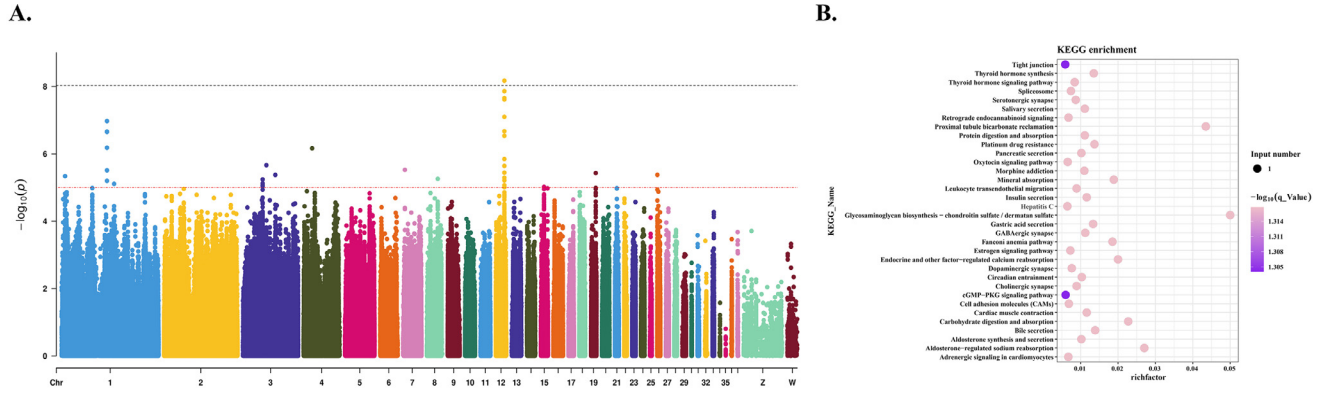 A.
−log10(p)
8
6
4
2
0
Chr
1
2
3
4
5
6
7
8
9
10
11
12
13
15
17
19
21
23
25
27
29
32
35
Z
W
B.
KEGG enrichment
KEGG_Name
Tight junction
Thyroid hormone synthesis
Thyroid hormone signaling pathway
Spliceosome
Serotonergic synapse
Salivary secretion
Retrograde endocannabinoid signaling
Proximal tubule bicarbonate reclamation
Protein digestion and absorption
Platinum drug resistance
Pancreatic secretion
Oxytocin signaling pathway
Morphine addiction
Mineral absorption
Leukocyte transendothelial migration
Insulin secretion
Hepatitis C
Glycosaminoglycan biosynthesis − chondroitin sulfate / dermatan sulfate
Gastric acid secretion
GABAergic synapse
Fanconi anemia pathway
Estrogen signaling pathway
Endocrine and other factor−regulated calcium reabsorption
Dopaminergic synapse
Circadian entrainment
Cholinergic synapse
cGMP−PKG signaling pathway
Cell adhesion molecules (CAMs)
Cardiac muscle contraction
Carbohydrate digestion and absorption
Bile secretion
Aldosterone synthesis and secretion
Aldosterone−regulated sodium reabsorption
Adrenergic signaling in cardiomyocytes
0.01
0.02
0.03
0.04
0.05
richfactor
Input number
1
−log10(q_Value)
1.314
1.311
1.308
1.305